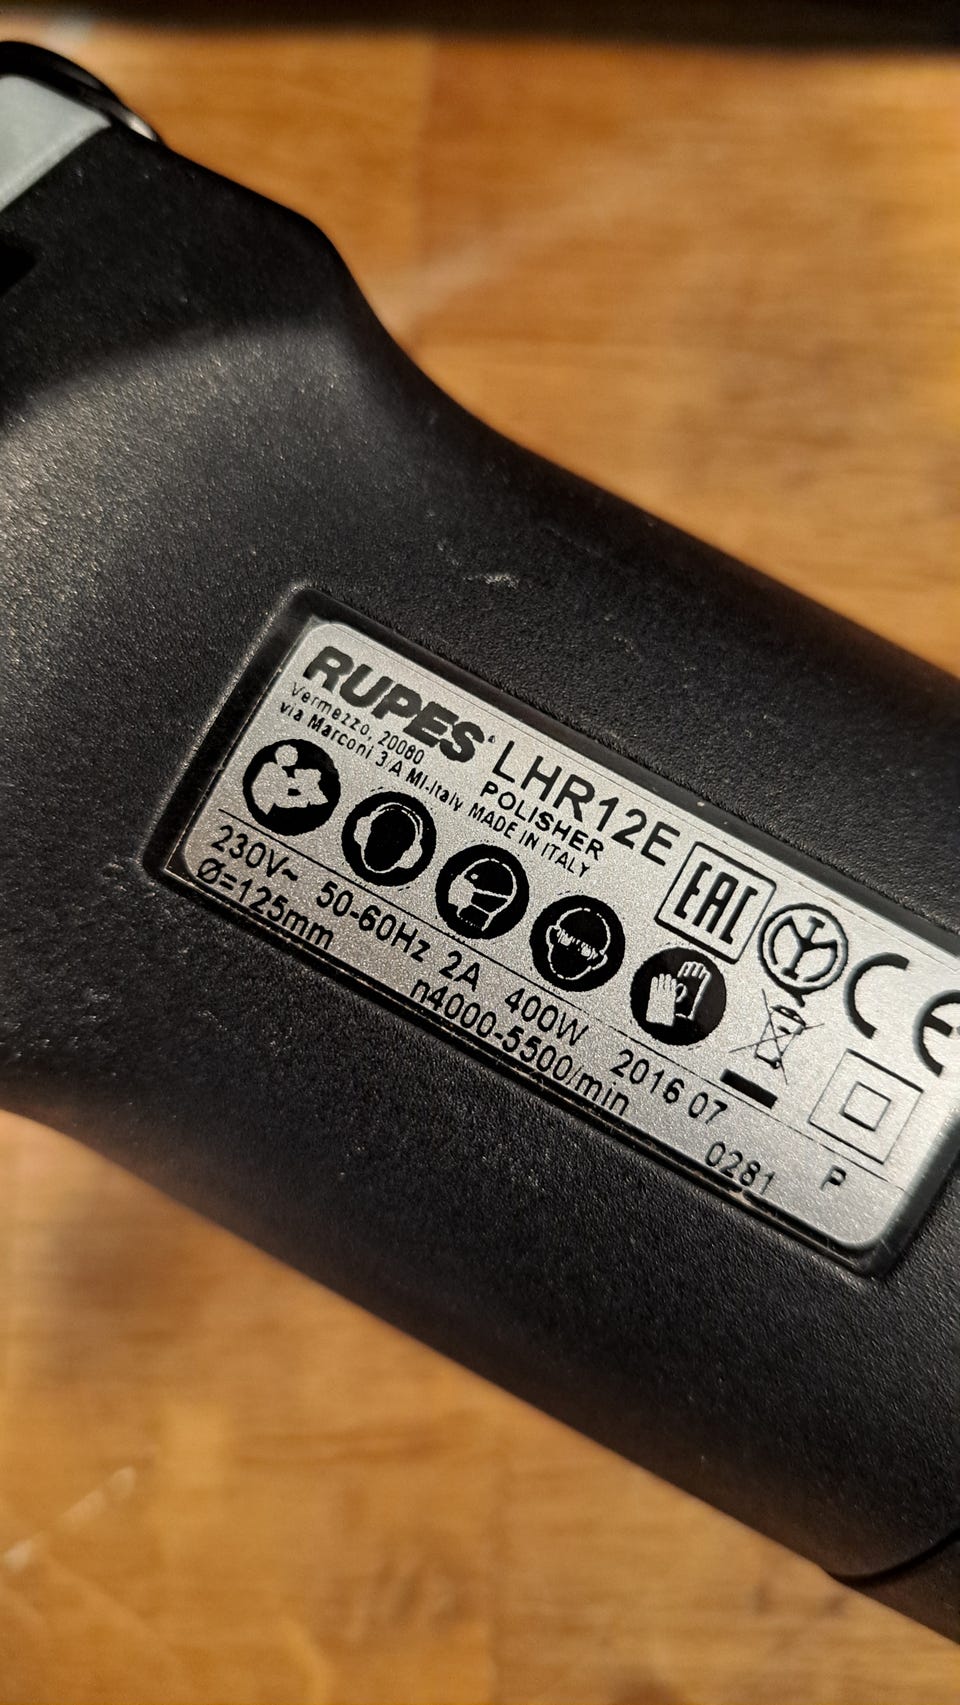 RUPES LHR12E
Vermezzo, 20080 POLISHER
via Marconi 3A MI-Italy MADE IN ITALY
EAC
CE
230V~ 50-60Hz 2A 400W 2016 07
Ø=125mm n4000-5500/min 0281 P